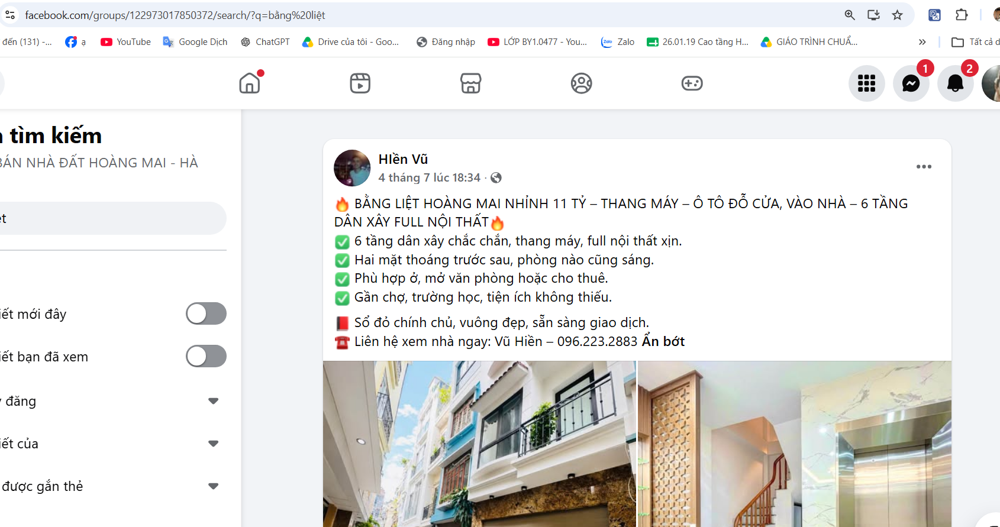 facebook.com/groups/122973017850372/search/?q=bằng%20liệt
đến (131) -...
ạ
YouTube
Google Dịch
ChatGPT
Drive của tôi - Goo...
Đăng nhập
LỚP BY1.0477 - You...
Zalo
Zalo
26.01.19 Cao tầng H...
GIÁO TRÌNH CHUẨ...
Tất cả d
1
2
tìm kiếm
BÁN NHÀ ĐẤT HOÀNG MAI - HÀ
ết mới đây
iết bạn đã xem
đăng
iết của
được gắn thẻ
HIền Vũ
4 tháng 7 lúc 18:34 ·
🔥 BẰNG LIỆT HOÀNG MAI NHỈNH 11 TỶ – THANG MÁY – Ô TÔ ĐỖ CỬA, VÀO NHÀ – 6 TẦNG
DÂN XÂY FULL NỘI THẤT🔥
✅ 6 tầng dân xây chắc chắn, thang máy, full nội thất xịn.
✅ Hai mặt thoáng trước sau, phòng nào cũng sáng.
✅ Phù hợp ở, mở văn phòng hoặc cho thuê.
✅ Gần chợ, trường học, tiện ích không thiếu.
📕 Sổ đỏ chính chủ, vuông đẹp, sẵn sàng giao dịch.
☎️ Liên hệ xem nhà ngay: Vũ Hiền – 096.223.2883 Ẩn bớt